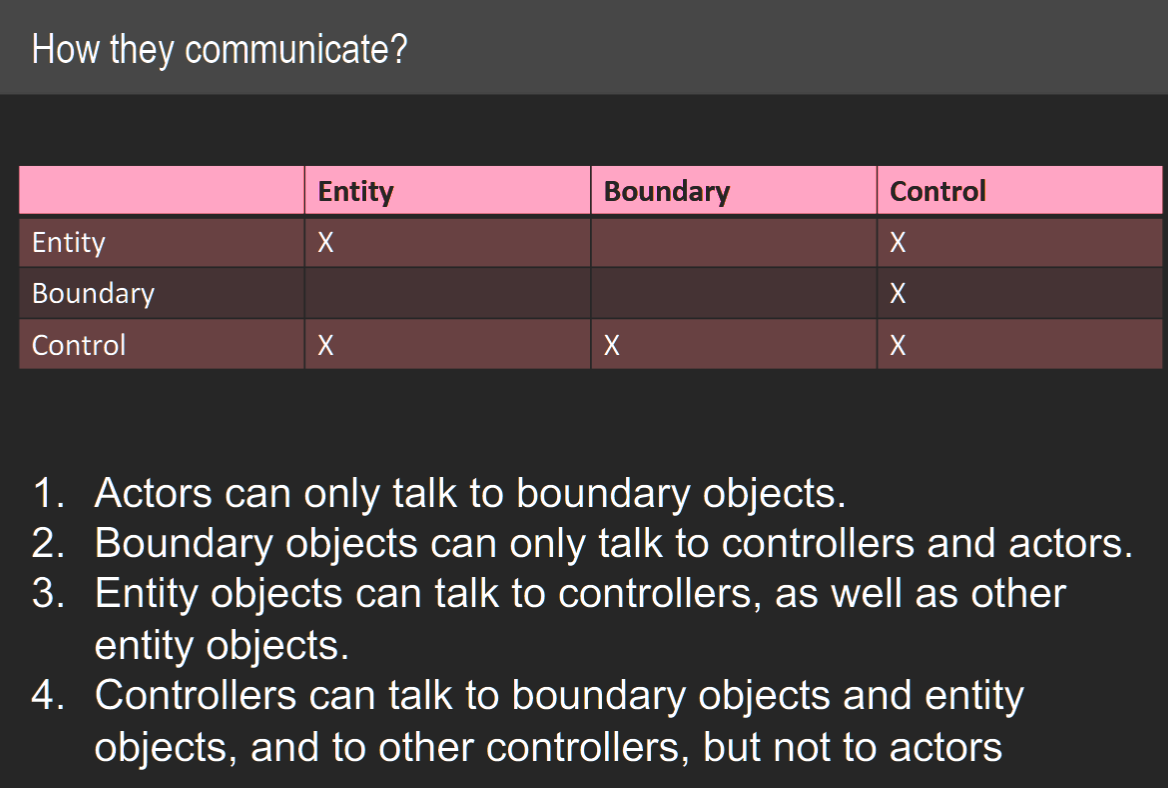 How they communicate?
Entity Boundary Control
Entity X X
Boundary X
Control X X X
1. Actors can only talk to boundary objects.
2. Boundary objects can only talk to controllers and actors.
3. Entity objects can talk to controllers, as well as other
entity objects.
4. Controllers can talk to boundary objects and entity
objects, and to other controllers, but not to actors